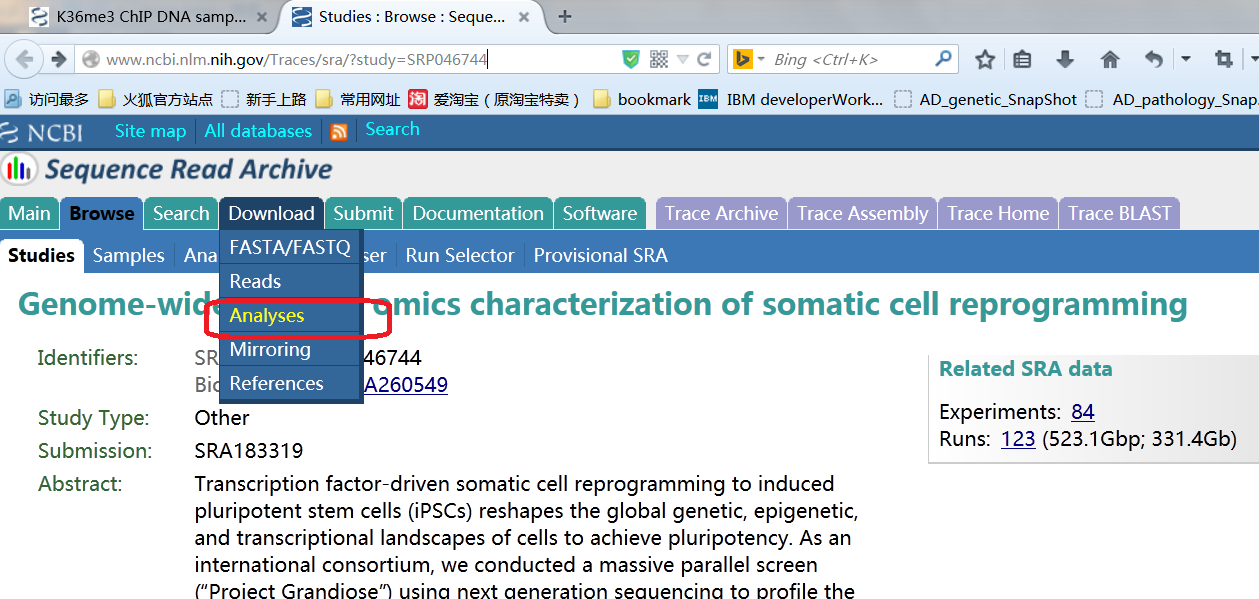 K36me3 ChIP DNA samp... × Studies : Browse : Seque... × +
www.ncbi.nlm.nih.gov/Traces/sra/?study=SRP046744 Bing <Ctrl+K>
访问最多 火狐官方站点 新手上路 常用网址 淘 爱淘宝（原淘宝特卖） bookmark IBM IBM developerWork... AD_genetic_SnapShot AD_pathology_Snap
NCBI Site map All databases Search
Sequence Read Archive
Main Browse Search Download Submit Documentation Software Trace Archive Trace Assembly Trace Home Trace BLAST
Studies Samples Ana ser Run Selector Provisional SRA
FASTA/FASTQ
Reads
Analyses
Mirroring
References
Genome-wide omics characterization of somatic cell reprogramming
Identifiers: SR 46744
Bio A260549
Study Type: Other
Submission: SRA183319
Abstract: Transcription factor-driven somatic cell reprogramming to induced
pluripotent stem cells (iPSCs) reshapes the global genetic, epigenetic,
and transcriptional landscapes of cells to achieve pluripotency. As an
international consortium, we conducted a massive parallel screen
(“Project Grandiose”) using next generation sequencing to profile the
Related SRA data
Experiments: 84
Runs: 123 (523.1Gbp; 331.4Gb)